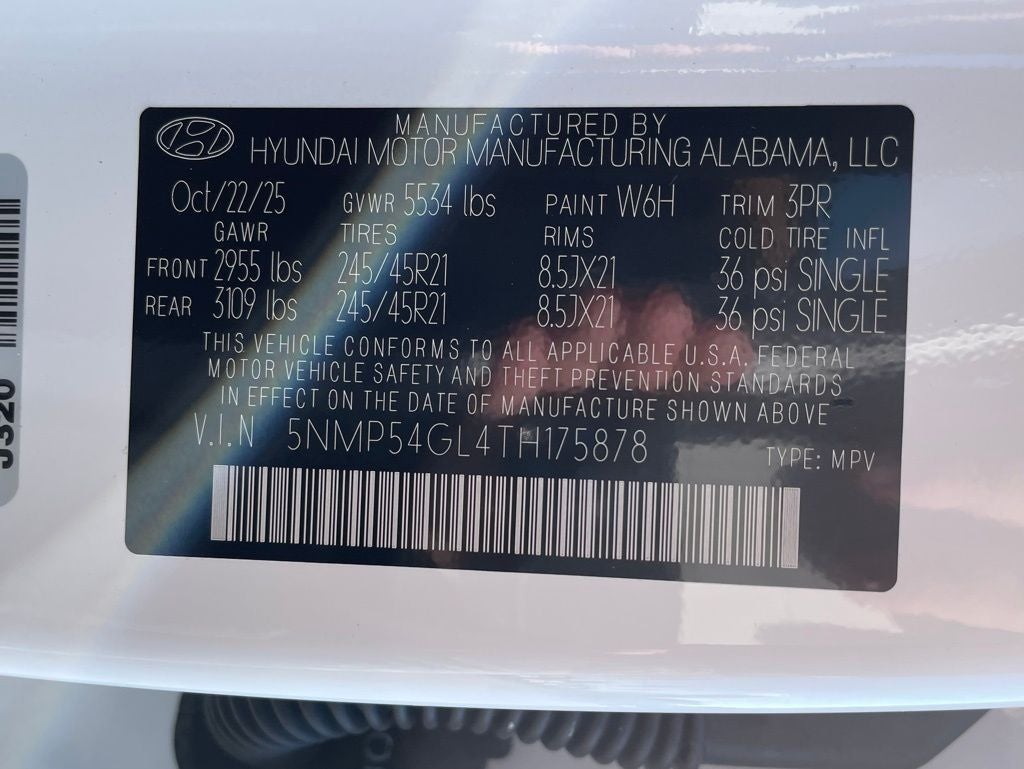 MANUFACTURED BY
HYUNDAI MOTOR MANUFACTURING ALABAMA, LLC
Oct/22/25 GVWR 5534 lbs PAINT W6H TRIM 3PR
GAWR TIRES RIMS COLD TIRE INFL
FRONT 2955 lbs 245/45R21 8.5JX21 36 psi SINGLE
REAR 3109 lbs 245/45R21 8.5JX21 36 psi SINGLE
THIS VEHICLE CONFORMS TO ALL APPLICABLE U.S.A. FEDERAL
MOTOR VEHICLE SAFETY AND THEFT PREVENTION STANDARDS
IN EFFECT ON THE DATE OF MANUFACTURE SHOWN ABOVE
V.I.N 5NMP54GL4TH175878
TYPE: MPV